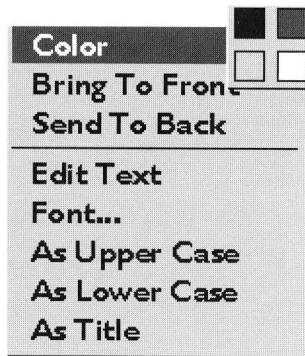 Color
Bring To Front
Send To Back
Edit Text
Font...
As Upper Case
As Lower Case
As Title